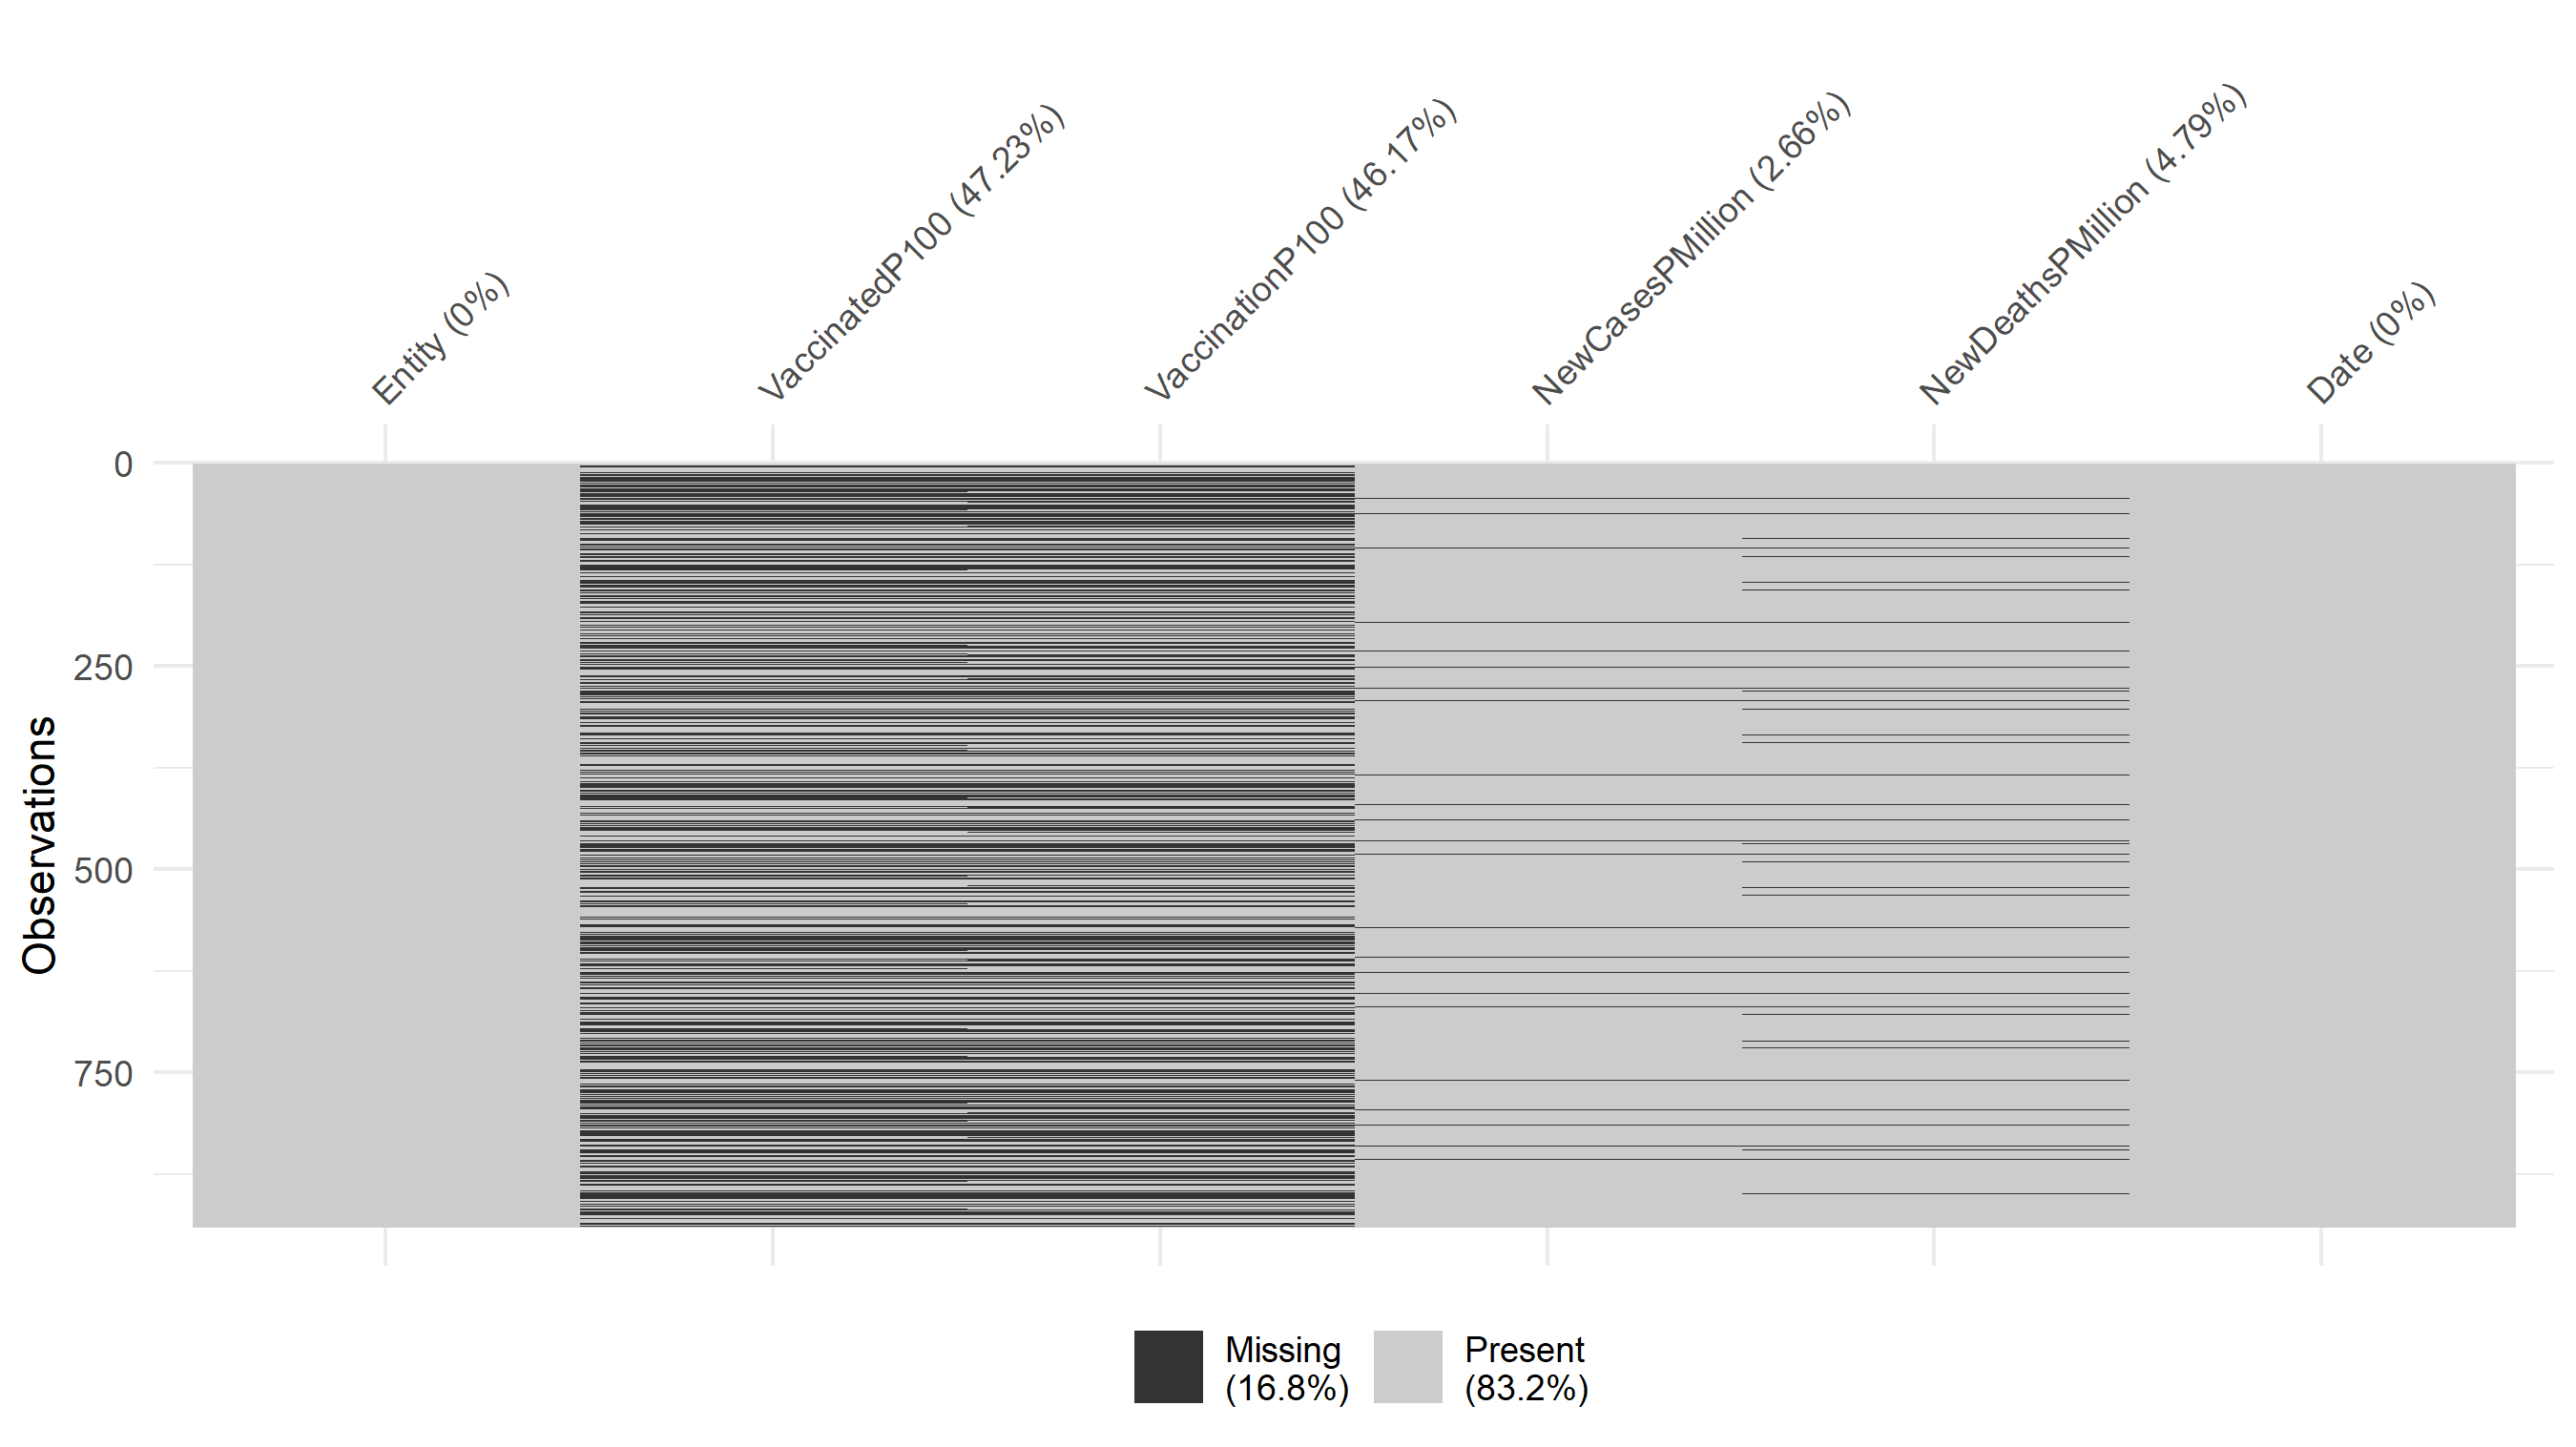 Entity (0%)
VaccinatedP100 (47.23%)
VaccinationP100 (46.17%)
NewCasesPMillion (2.66%)
NewDeathsPMillion (4.79%)
Date (0%)
0
250
500
750
Observations
Missing
(16.8%)
Present
(83.2%)